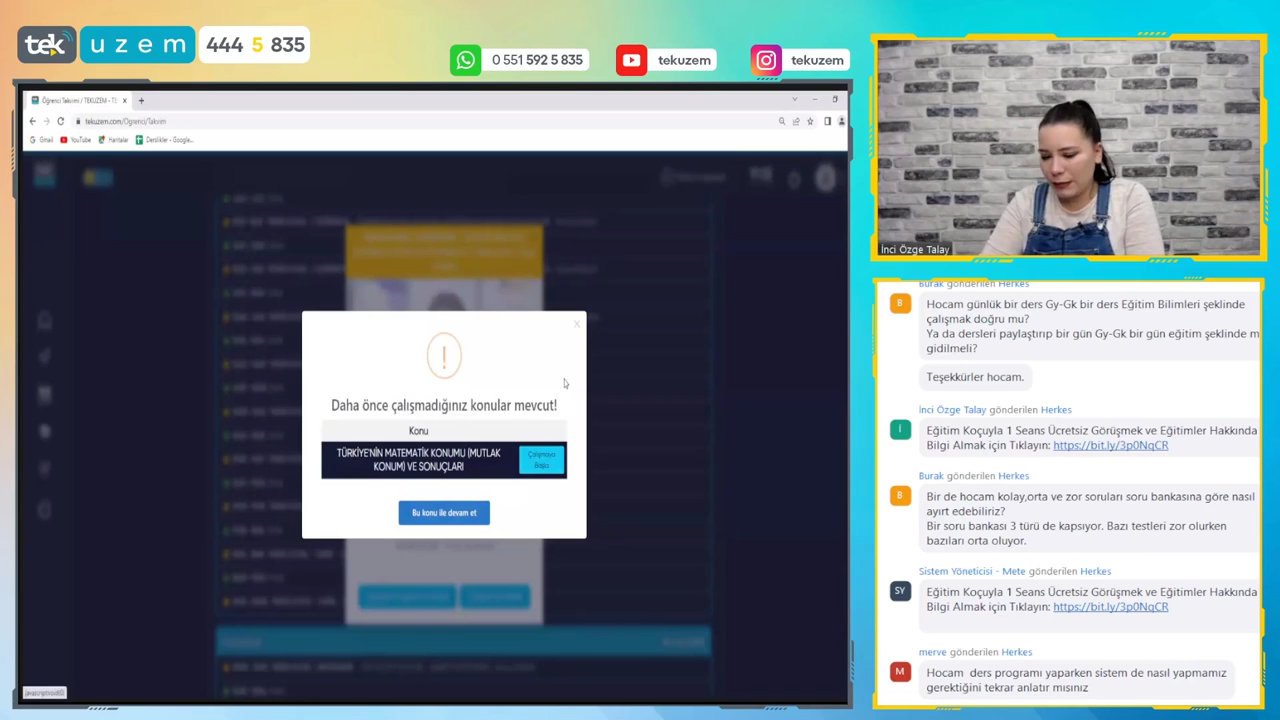 tek
uzem
444 5 835
0 551 592 5 835
tekuzem
tekuzem
Öğrenci Takvimi / TEKUZEM - T
tekuzem.com/Ogrenci/Takvim
Gmail
YouTube
Haritalar
Derslikler - Google...
X
!
Daha önce çalışmadığınız konular mevcut!
Konu
TÜRKİYE'NİN MATEMATİK KONUMU (MUTLAK
KONUM) VE SONUÇLARI
Çalışmaya
Başla
Bu konu ile devam et
İnci Özge Talay
Burak gönderilen Herkes
B
Hocam günlük bir ders Gy-Gk bir ders Eğitim Bilimleri şeklinde
çalışmak doğru mu?
Ya da dersleri paylaştırıp bir gün Gy-Gk bir gün eğitim şeklinde m
gidilmeli?
Teşekkürler hocam.
İnci Özge Talay gönderilen Herkes
İ
Eğitim Koçuyla 1 Seans Ücretsiz Görüşmek ve Eğitimler Hakkında
Bilgi Almak için Tıklayın: https://bit.ly/3p0NqCR
Burak gönderilen Herkes
B
Bir de hocam kolay,orta ve zor soruları soru bankasına göre nasıl
ayırt edebiliriz?
Bir soru bankası 3 türü de kapsıyor. Bazı testleri zor olurken
bazıları orta oluyor.
Sistem Yöneticisi - Mete gönderilen Herkes
SY
Eğitim Koçuyla 1 Seans Ücretsiz Görüşmek ve Eğitimler Hakkında
Bilgi Almak için Tıklayın: https://bit.ly/3p0NqCR
merve gönderilen Herkes
M
Hocam ders programı yaparken sistem de nasıl yapmamız
gerektiğini tekrar anlatır mısınız